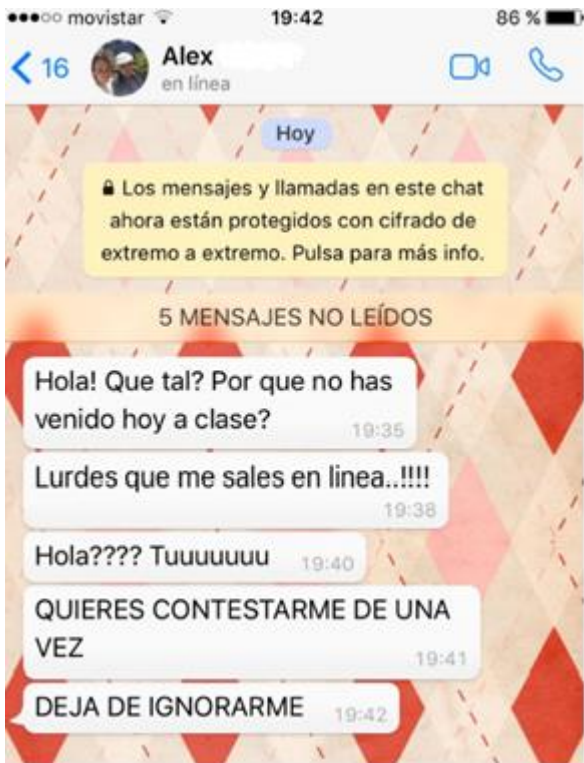 movistar 19:42 86 %
16 Alex
en línea
Hoy
Los mensajes y llamadas en este chat
ahora están protegidos con cifrado de
extremo a extremo. Pulsa para más info.
5 MENSAJES NO LEÍDOS
Hola! Que tal? Por que no has
venido hoy a clase?
19:35
Lurdes que me sales en linea..!!!!
19:38
Hola???? Tuuuuuuu 19:40
QUIERES CONTESTARME DE UNA
VEZ
19:41
DEJA DE IGNORARME 19:42